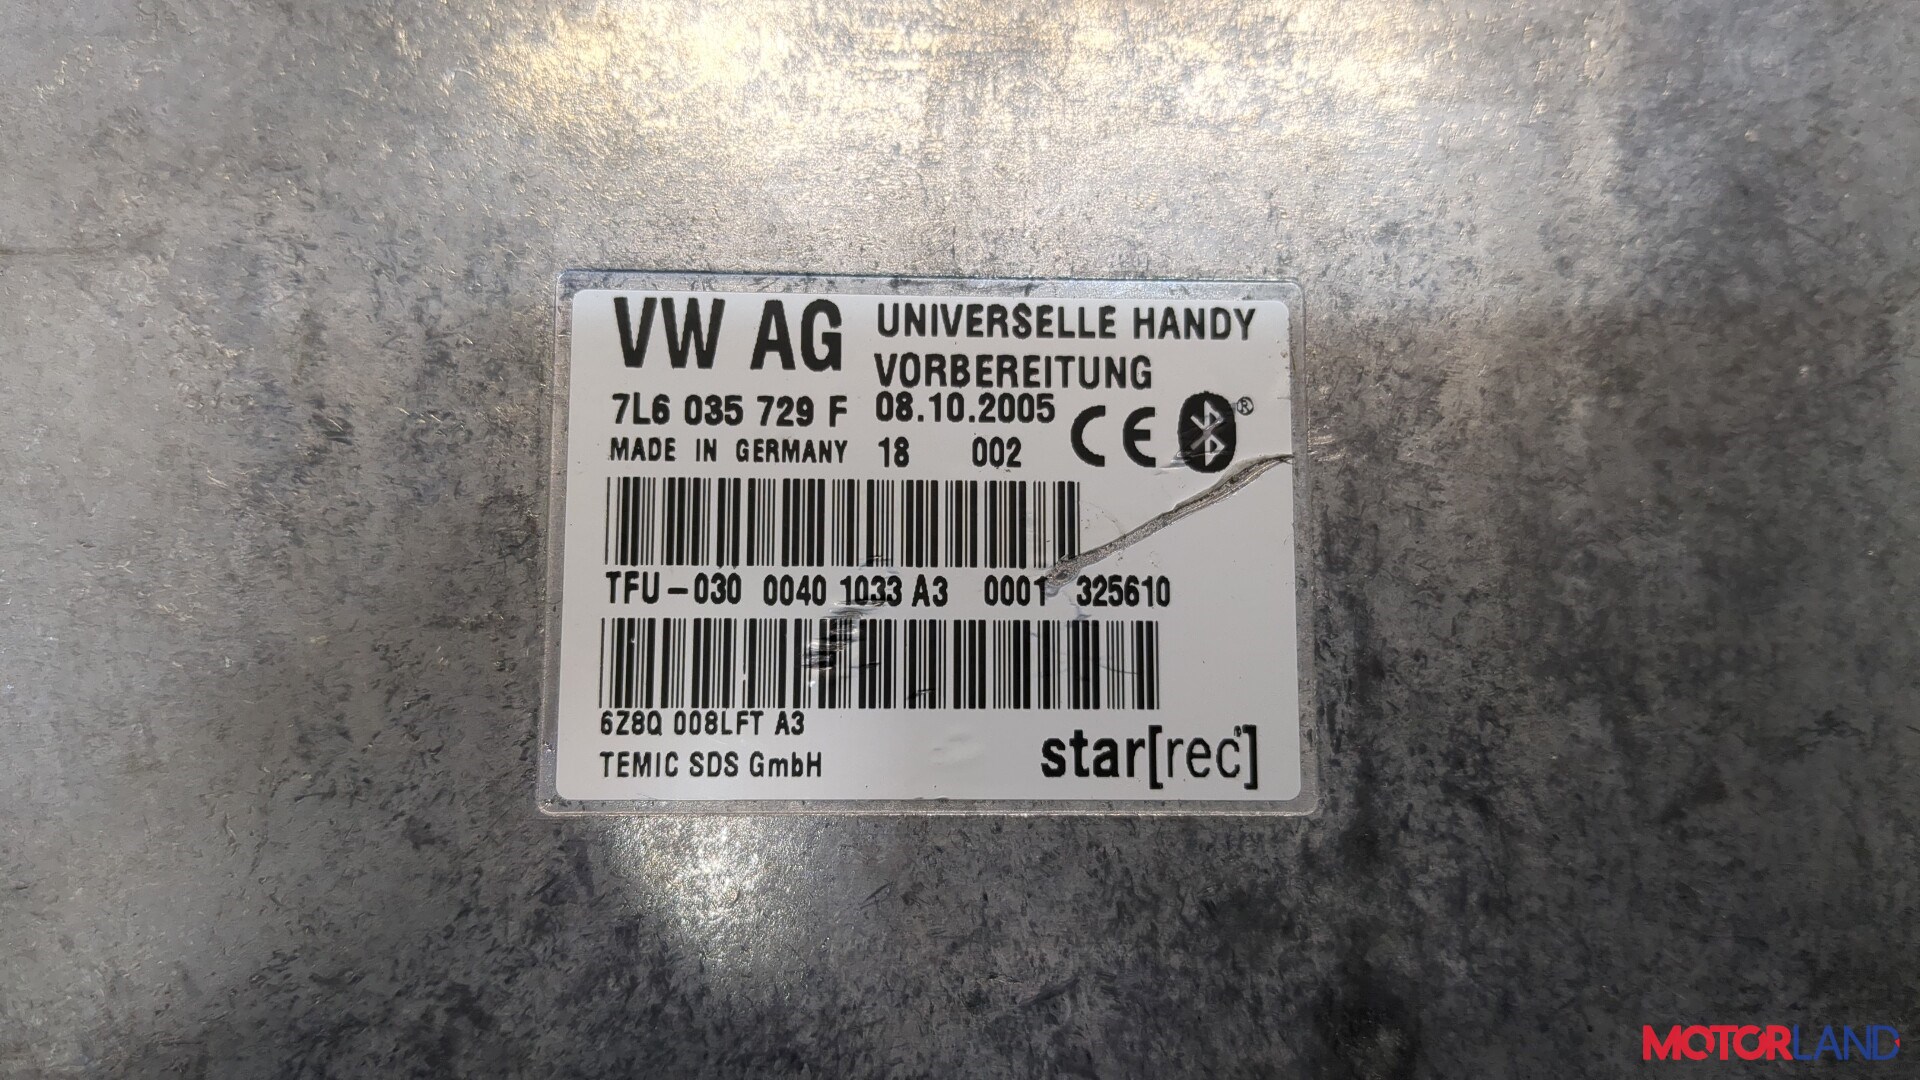 VW AG UNIVERSELLE HANDY
VORBEREITUNG
7L6 035 729 F 08.10.2005 CE ®
MADE IN GERMANY 18 002
TFU-030 0040 1033 A3 0001 325610
6Z8Q 008LFT A3
TEMIC SDS GmbH star[rec]
MOTORLAND